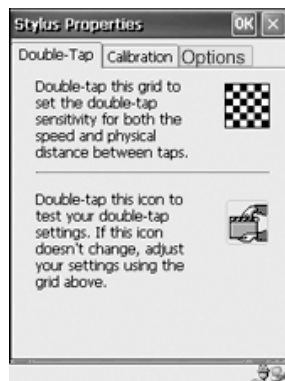 Stylus Properties OK ×
Double-Tap Calibration Options
Double-tap this grid to
set the double-tap
sensitivity for both the
speed and physical
distance between taps.
Double-tap this icon to
test your double-tap
settings. If this icon
doesn't change, adjust
your settings using the
grid above.